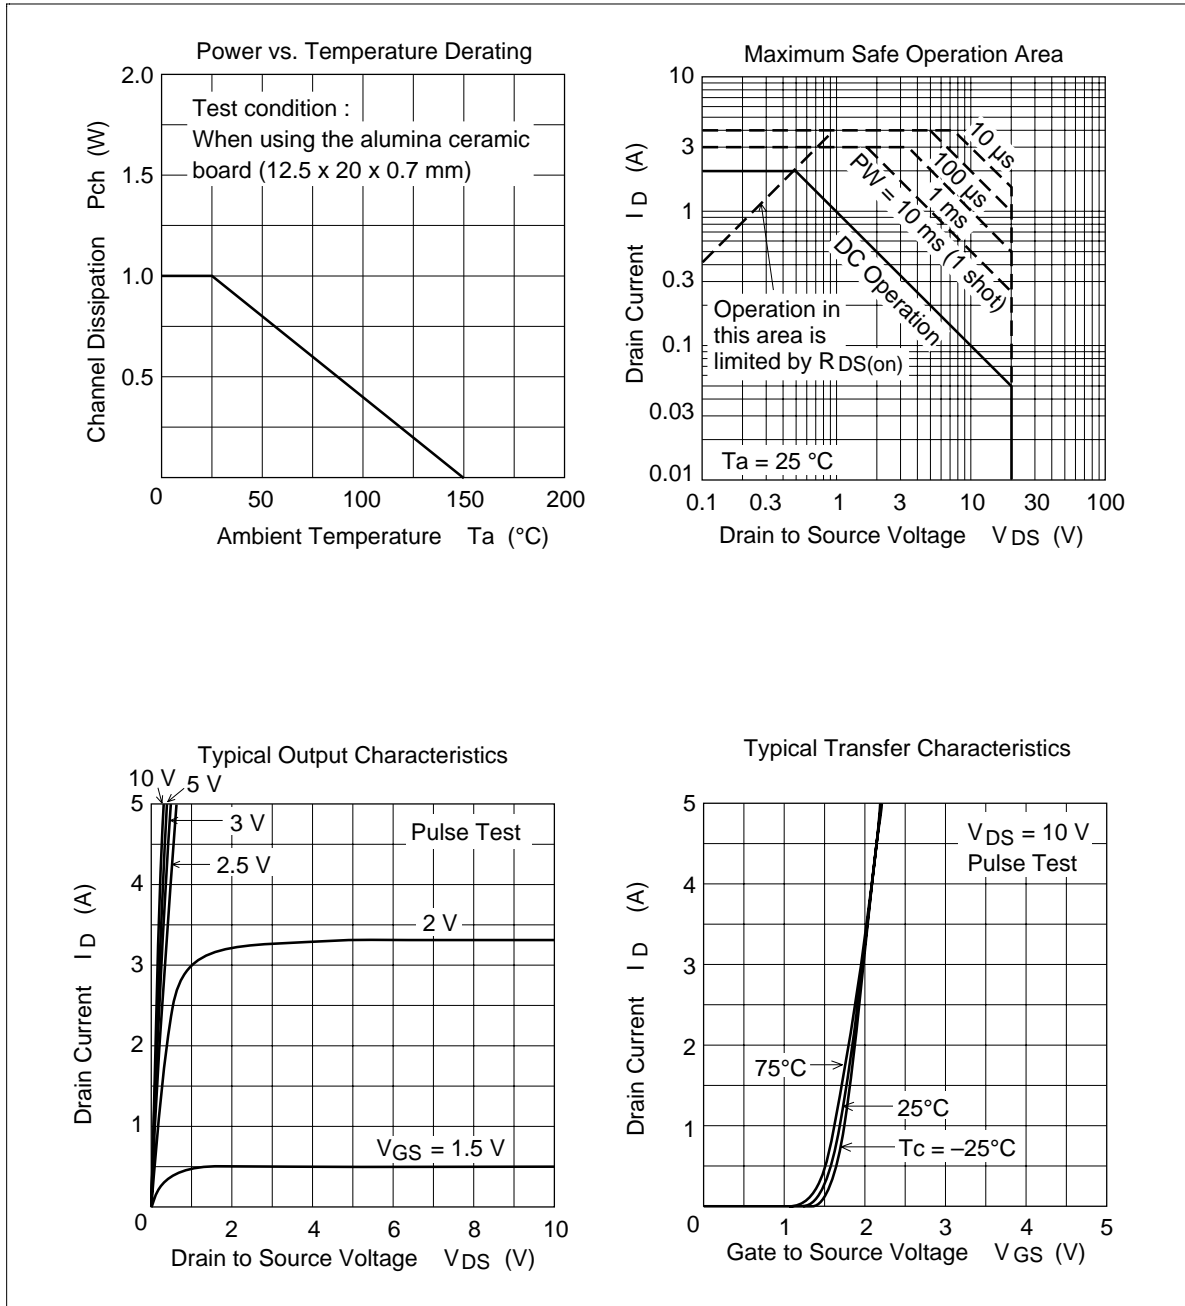 Power vs. Temperature Derating
2.0
1.5
1.0
0.5
0
50
100
150
200
Channel Dissipation Pch (W)
Ambient Temperature Ta (°C)
Test condition :
When using the alumina ceramic
board (12.5 x 20 x 0.7 mm)
Maximum Safe Operation Area
10
3
1
0.3
0.1
0.03
0.01
0.1
0.3
1
3
10
30
100
Drain Current I D (A)
Drain to Source Voltage V DS (V)
10 µs
100 µs
1 ms
PW = 10 ms (1 shot)
DC Operation
Operation in
this area is
limited by R DS(on)
Ta = 25 °C
Typical Output Characteristics
10 V
5 V
3 V
2.5 V
Pulse Test
2 V
VGS = 1.5 V
5
4
3
2
1
0
2
4
6
8
10
Drain Current I D (A)
Drain to Source Voltage V DS (V)
Typical Transfer Characteristics
V DS = 10 V
Pulse Test
75°C
25°C
Tc = –25°C
5
4
3
2
1
0
1
2
3
4
5
Drain Current I D (A)
Gate to Source Voltage V GS (V)